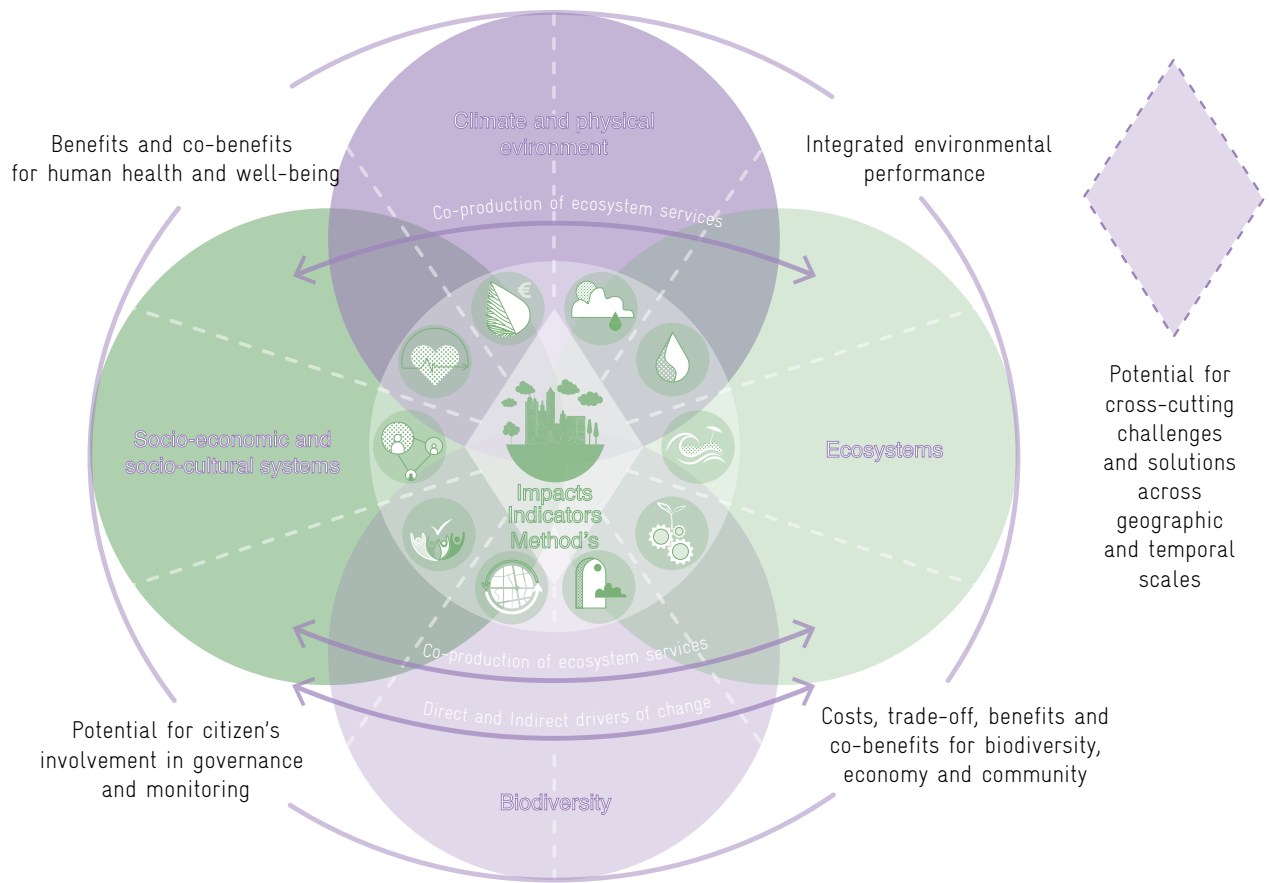 Climate and physical
evironment
Benefits and co-benefits
for human health and well-being
Integrated environmental
performance
Co-production of ecosystem services
€
Socio-economic and
socio-cultural systems
Ecosystems
Impacts
Indicators
Method's
Potential for
cross-cutting
challenges
and solutions
across
geographic
and temporal
scales
Co-production of ecosystem services
Direct and Indirect drivers of change
Potential for citizen's
involvement in governance
and monitoring
Costs, trade-off, benefits and
co-benefits for biodiversity,
economy and community
Biodiversity